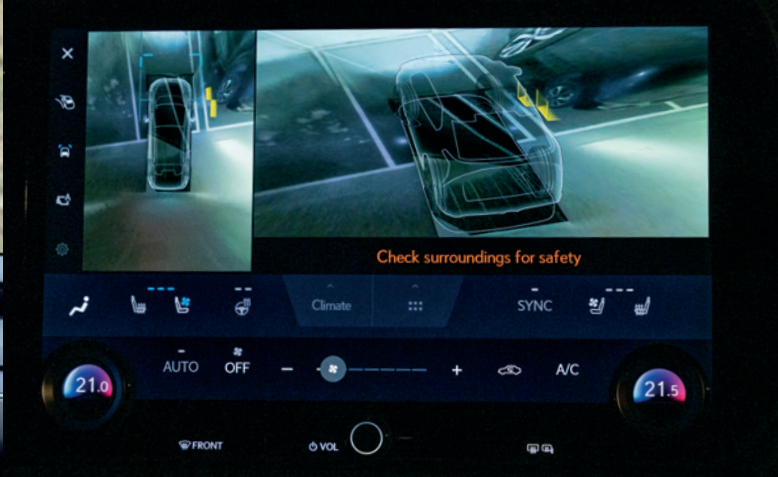 Check surroundings for safety
Climate
SYNC
AUTO
OFF
A/C
21.0
21.5
FRONT
VOL